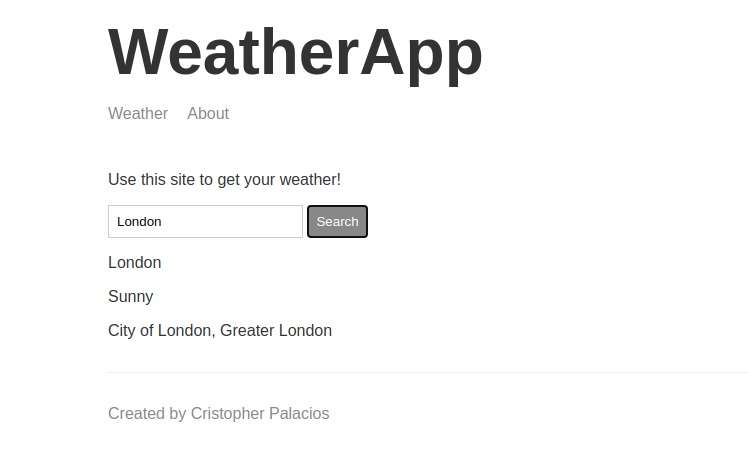 WeatherApp
Weather About
Use this site to get your weather!
London Search
London
Sunny
City of London, Greater London
Created by Cristopher Palacios